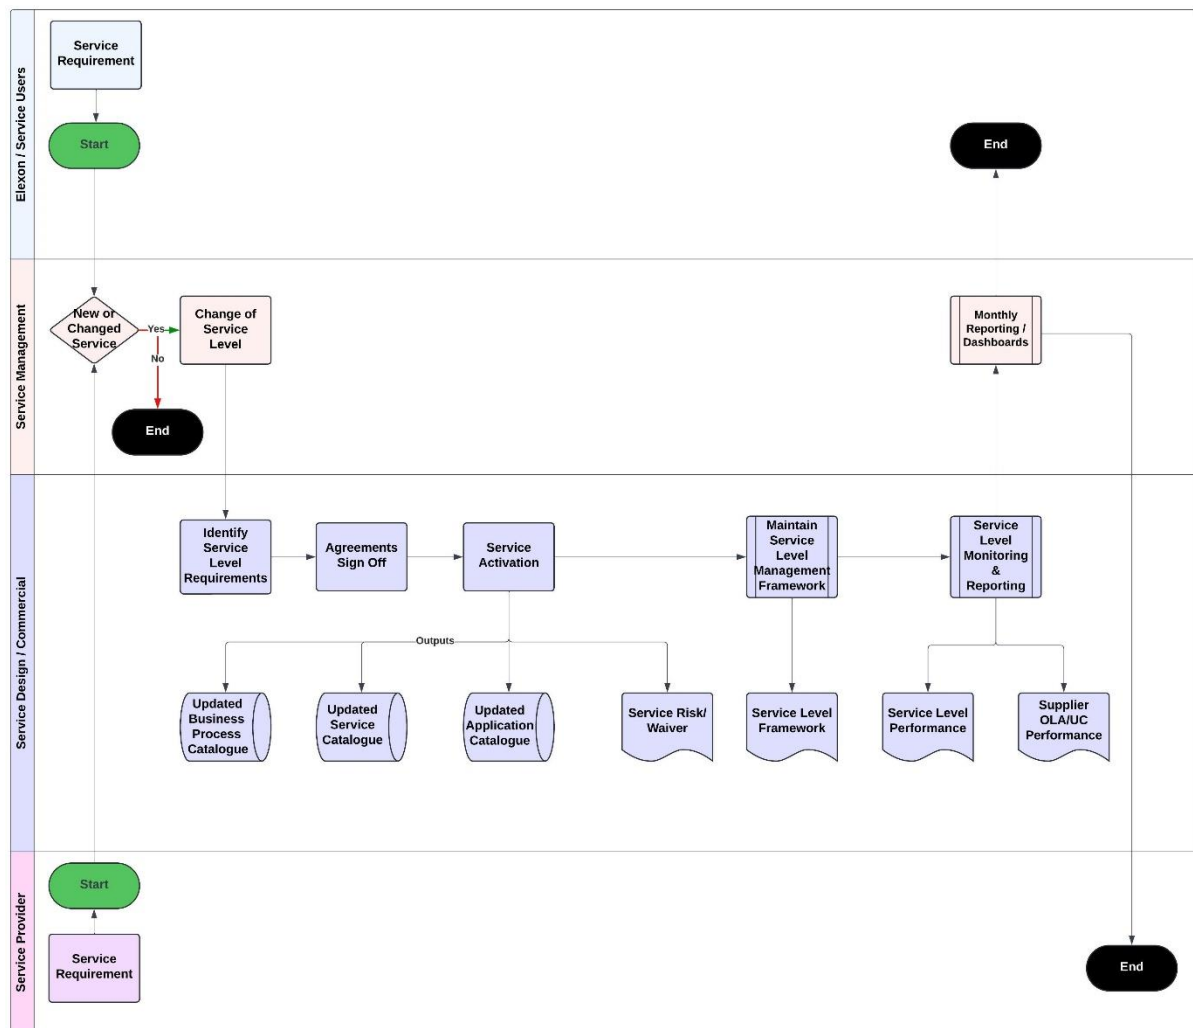 Elexon / Service Users
Service
Requirement
Start
End
Service Management
New or
Changed
Service
Yes
No
Change of
Service
Level
End
Monthly
Reporting /
Dashboards
Service Design / Commercial
Identify
Service
Level
Requirements
Agreements
Sign Off
Service
Activation
Maintain
Service
Level
Management
Framework
Service
Level
Monitoring
&
Reporting
Outputs
Updated
Business
Process
Catalogue
Updated
Service
Catalogue
Updated
Application
Catalogue
Service Risk/
Waiver
Service Level
Framework
Service Level
Performance
Supplier
OLA/UC
Performance
Service Provider
Start
Service
Requirement
End